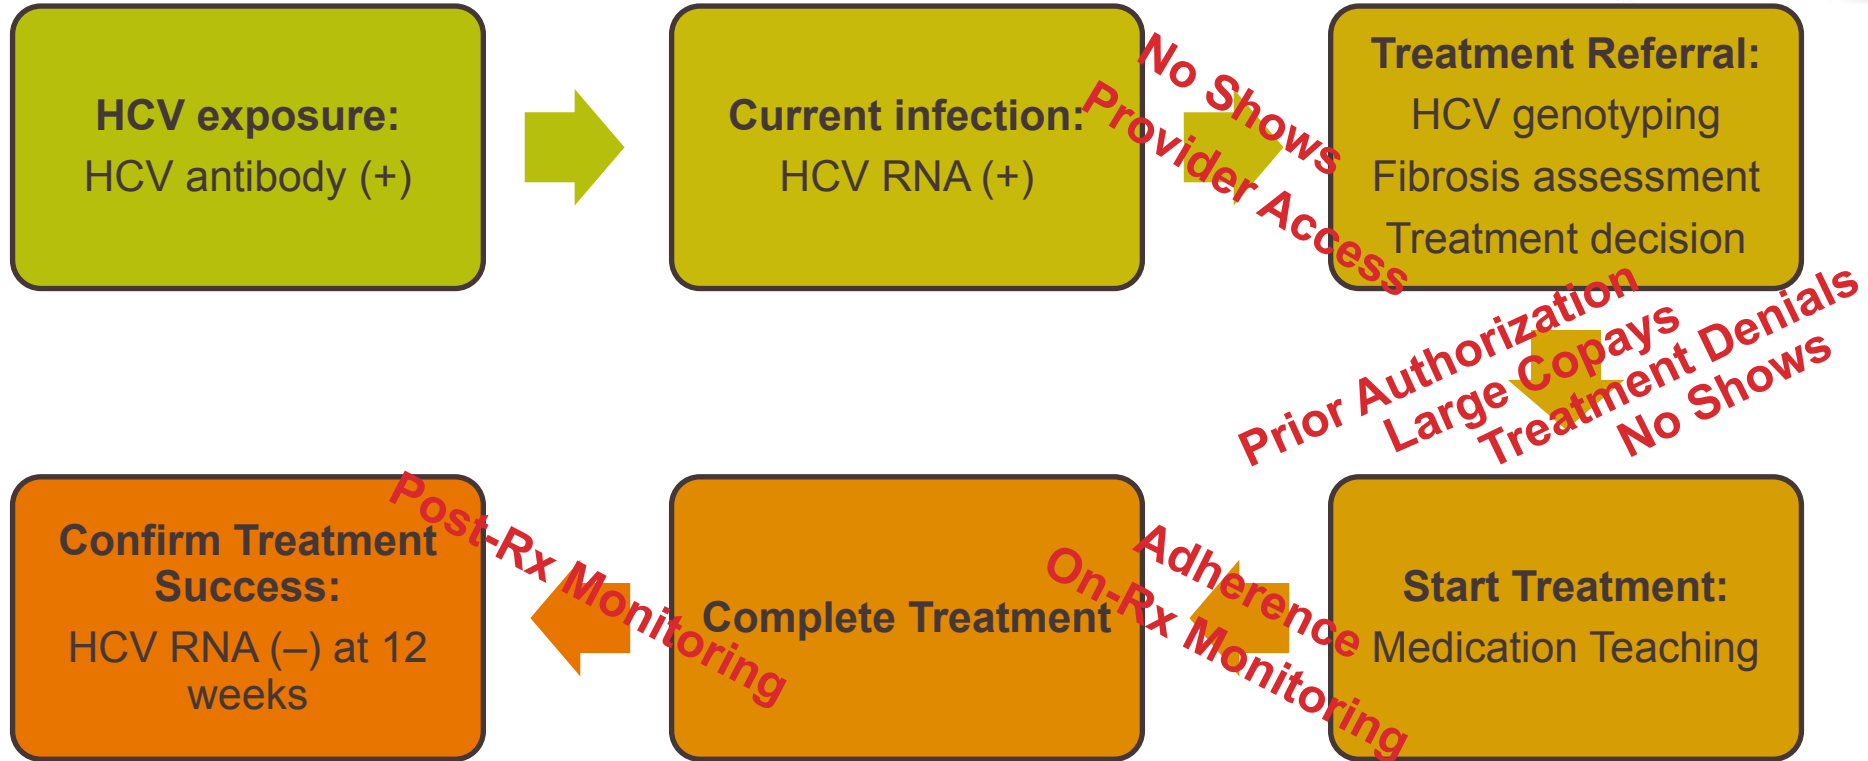 HCV exposure:
HCV antibody (+)
Current infection:
HCV RNA (+)
No Shows
Provider Access
Treatment Referral:
HCV genotyping
Fibrosis assessment
Treatment decision
Prior Authorization
Large Copays
Treatment Denials
No Shows
Start Treatment:
Medication Teaching
Adherence
On-Rx Monitoring
Complete Treatment
Post-Rx Monitoring
Confirm Treatment
Success:
HCV RNA (–) at 12
weeks